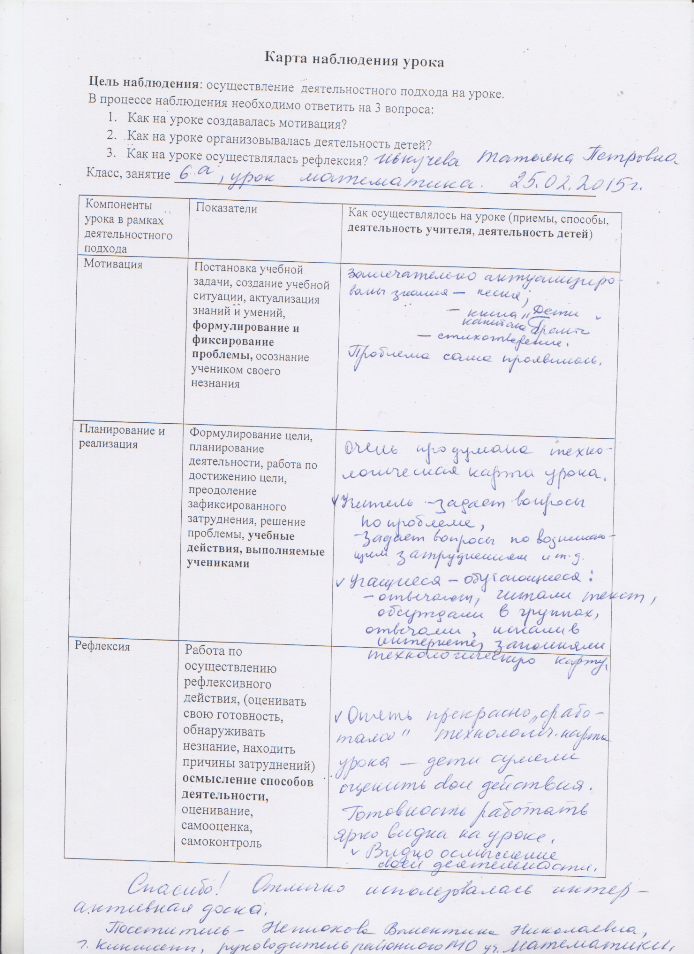 Карта наблюдения урока
Цель наблюдения: осуществление деятельностного подхода на уроке.
В процессе наблюдения необходимо ответить на 3 вопроса:
1. Как на уроке создавалась мотивация?
2. Как на уроке организовывалась деятельность детей?
3. Как на уроке осуществлялась рефлексия? Татьяна Петровна
Класс, занятие 6а, урок математика. 25.02.2015г.
Компоненты
урока в рамках
деятельностного
подхода
Показатели
Как осуществлялось на уроке (приемы, способы,
деятельность учителя, деятельность детей)
Мотивация
Постановка учебной
задачи, создание учебной
ситуации, актуализация
знаний и умений,
формулирование и
фиксирование
проблемы, осознание
учеником своего
незнания
Замечательно актуализиро-
ваны знания – песня;
– книга „Дети
капитана Гранта
– стихотворение.
Проблема сама проявилась.
Планирование и
реализация
Формулирование цели,
планирование
деятельности, работа по
достижению цели,
преодоление
зафиксированного
затруднения, решение
проблемы, учебные
действия, выполняемые
учениками
Очень продумана техно-
логическая карта урока.
√ Учитель – задает вопросы
по проблеме,
– Задает вопросы по возникаю-
щим затруднениям и т.д.
√ Учащиеся – обучающиеся:
– отвечают, читали текст,
обсуждали в группах,
отвечали, искали в
интернете, заполняли
технологическую карту.
Рефлексия
Работа по
осуществлению
рефлексивного
действия, (оценивать
свою готовность,
обнаруживать
незнание, находить
причины затруднений)
осмысление способов
деятельности,
оценивание,
самооценка,
самоконтроль
√ Опять прекрасно „срабо-
тала" технологич. карта
урока – дети сумели
оценить свои действия.
Готовность работать
ярко видна на уроке.
√ Видно осмысление
своей деятельности.
Спасибо! Отлично использовалась интер-
активная доска.
Посетитель – Валентина Николаевна,
г. руководитель районного МО уч. математики,